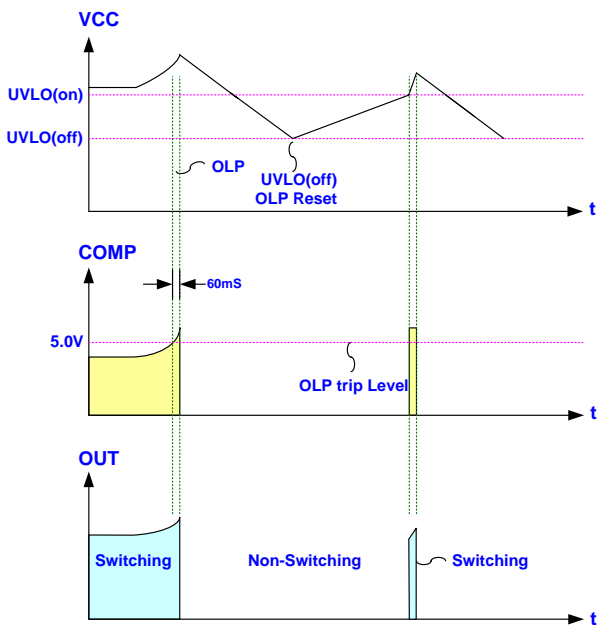 VCC
UVLO(on)
UVLO(off)
OLP
UVLO(off)
OLP Reset
t
COMP
60mS
5.0V
OLP trip Level
t
OUT
Switching
Non-Switching
Switching
t